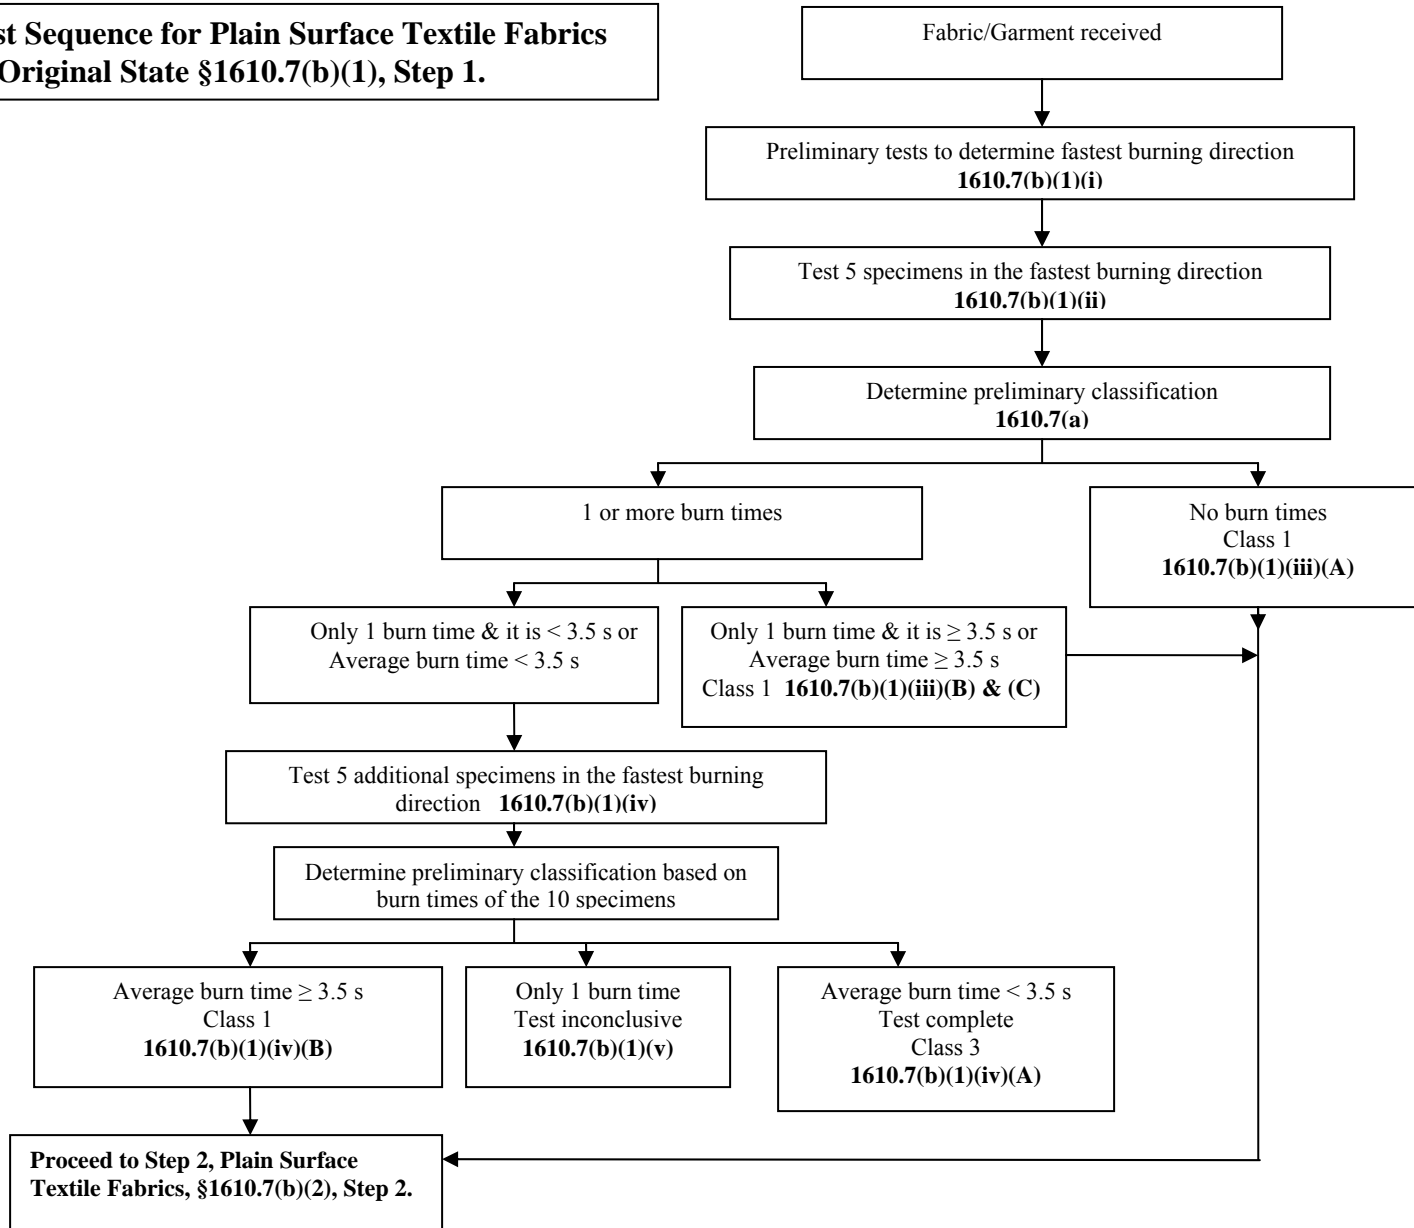 st Sequence for Plain Surface Textile Fabrics
Original State §1610.7(b)(1), Step 1.
Fabric/Garment received
Preliminary tests to determine fastest burning direction
1610.7(b)(1)(i)
Test 5 specimens in the fastest burning direction
1610.7(b)(1)(ii)
Determine preliminary classification
1610.7(a)
1 or more burn times
No burn times
Class 1
1610.7(b)(1)(iii)(A)
Only 1 burn time & it is < 3.5 s or
Average burn time < 3.5 s
Only 1 burn time & it is ≥ 3.5 s or
Average burn time ≥ 3.5 s
Class 1 1610.7(b)(1)(iii)(B) & (C)
Test 5 additional specimens in the fastest burning
direction 1610.7(b)(1)(iv)
Determine preliminary classification based on
burn times of the 10 specimens
Average burn time ≥ 3.5 s
Class 1
1610.7(b)(1)(iv)(B)
Only 1 burn time
Test inconclusive
1610.7(b)(1)(v)
Average burn time < 3.5 s
Test complete
Class 3
1610.7(b)(1)(iv)(A)
Proceed to Step 2, Plain Surface
Textile Fabrics, §1610.7(b)(2), Step 2.